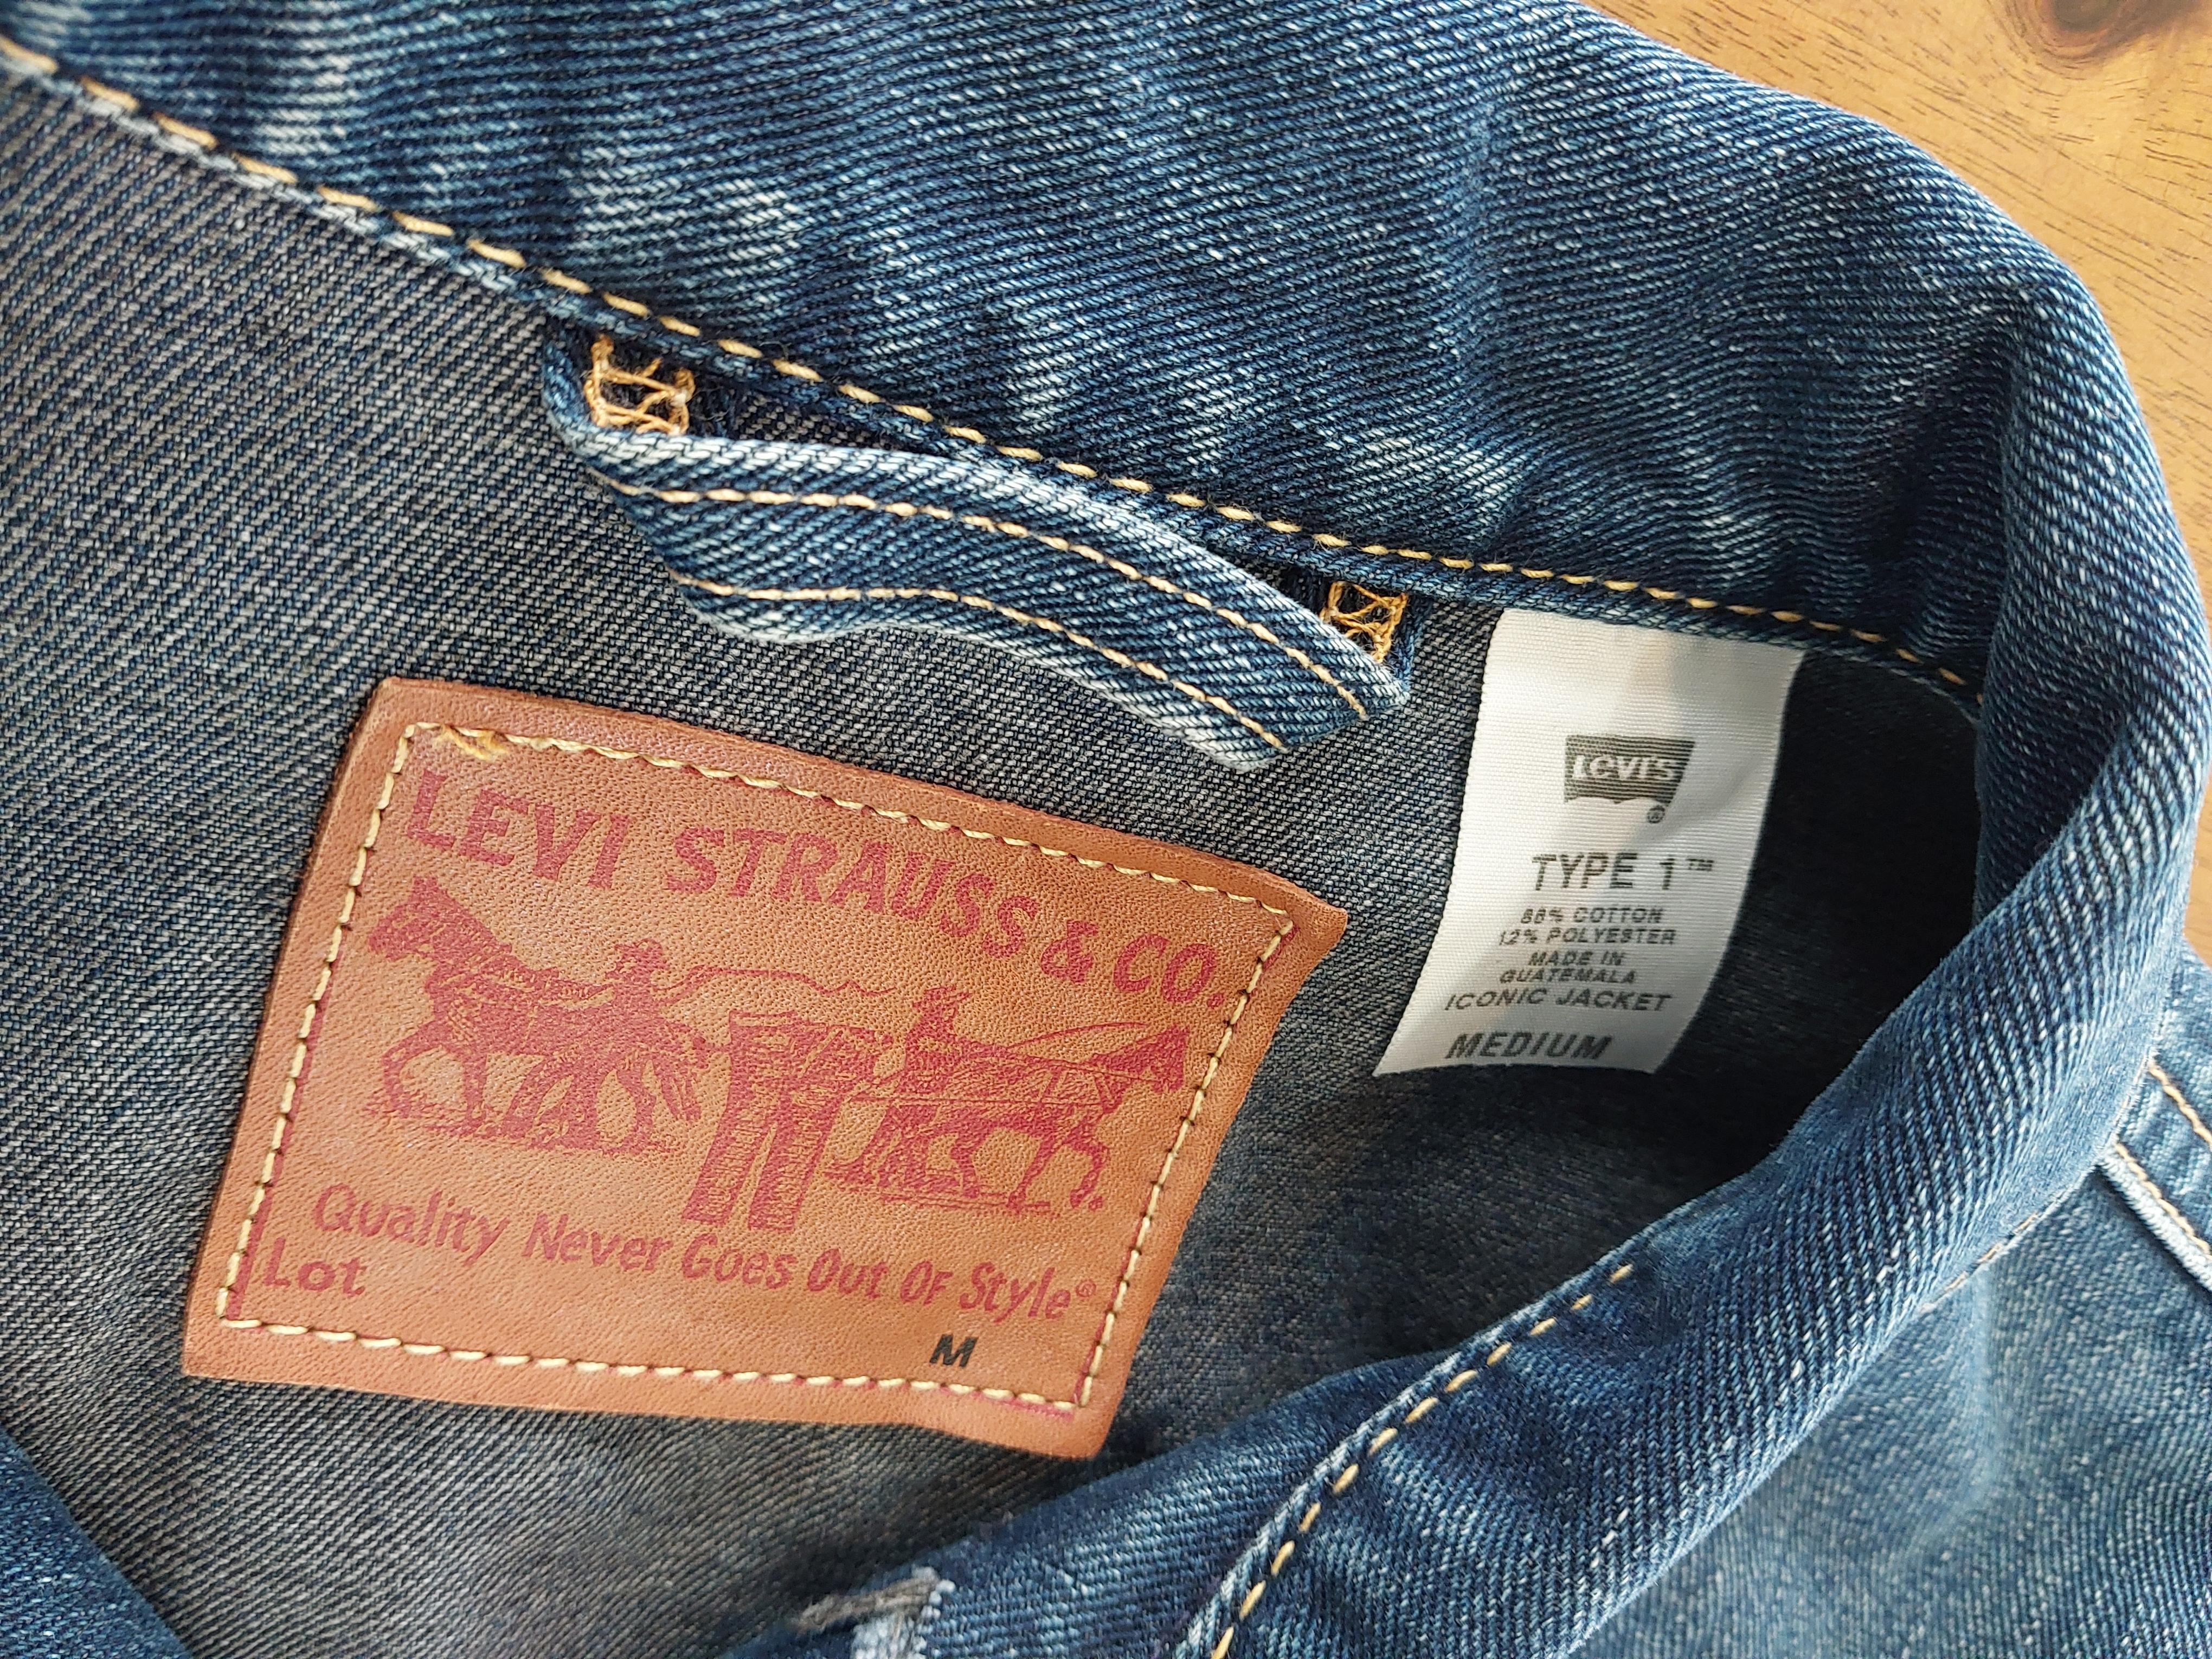 LEVI STRAUSS & CO.
Quality Never Goes Out Of Style®
Lot.
M
LEVI'S
®
TYPE 1™
88% COTTON
12% POLYESTER
MADE IN
GUATEMALA
ICONIC JACKET
MEDIUM